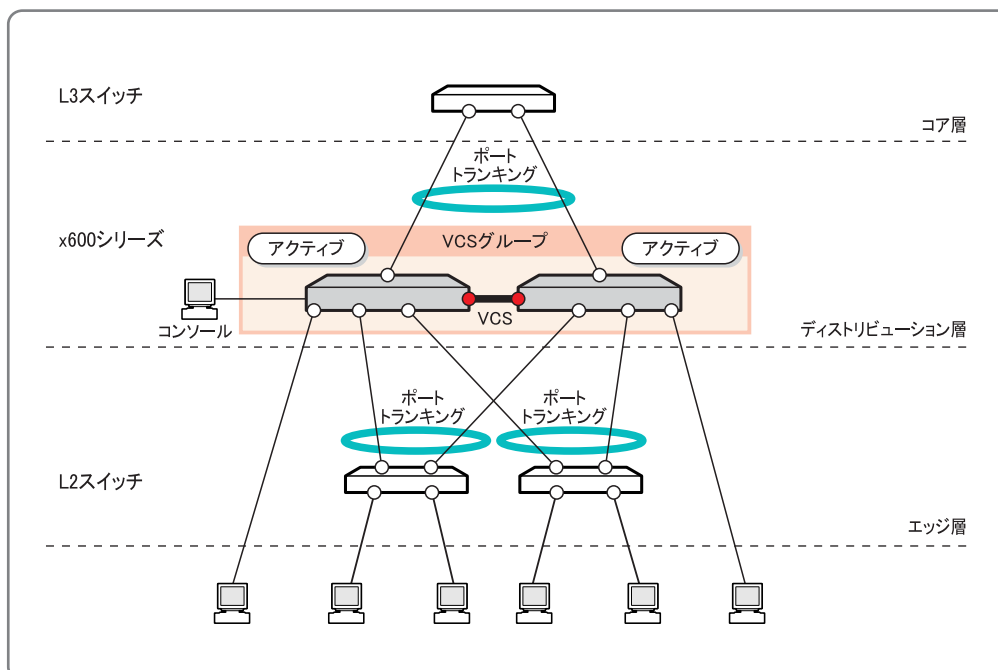 L3スイッチ
コア層
ポート
トランキング
x600シリーズ
VCSグループ
アクティブ
アクティブ
コンソール
VCS
ディストリビューション層
ポート
トランキング
ポート
トランキング
L2スイッチ
エッジ層